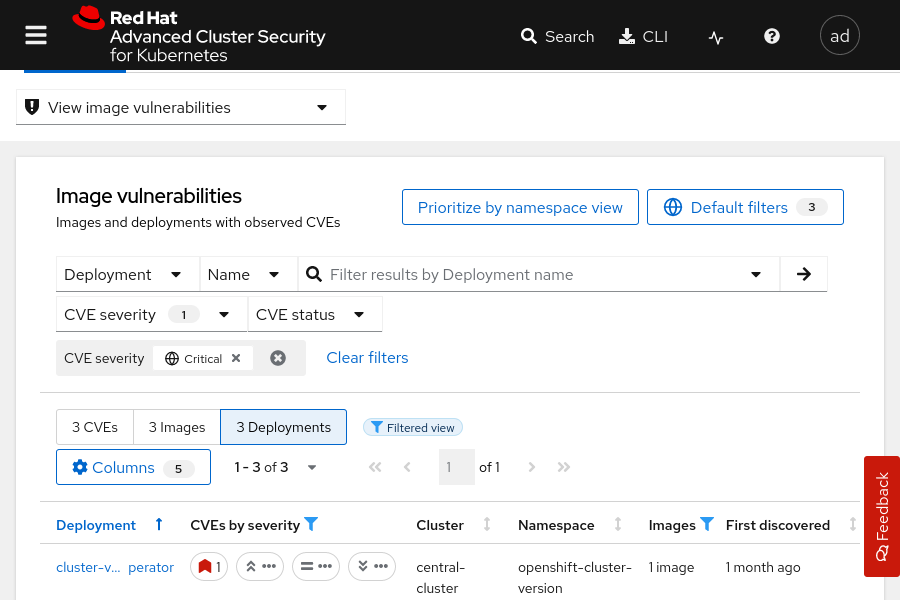 Red Hat
Advanced Cluster Security
for Kubernetes
Search
CLI
ad
View image vulnerabilities
Image vulnerabilities
Images and deployments with observed CVEs
Prioritize by namespace view
Default filters 3
Deployment
Name
Filter results by Deployment name
CVE severity 1
CVE status
CVE severity
Critical
Clear filters
3 CVEs
3 Images
3 Deployments
Filtered view
Columns 5
1 - 3 of 3
1 of 1
Feedback
Deployment
CVEs by severity
Cluster
Namespace
Images
First discovered
cluster-v... perator
1
central-
cluster
openshift-cluster-
version
1 image
1 month ago